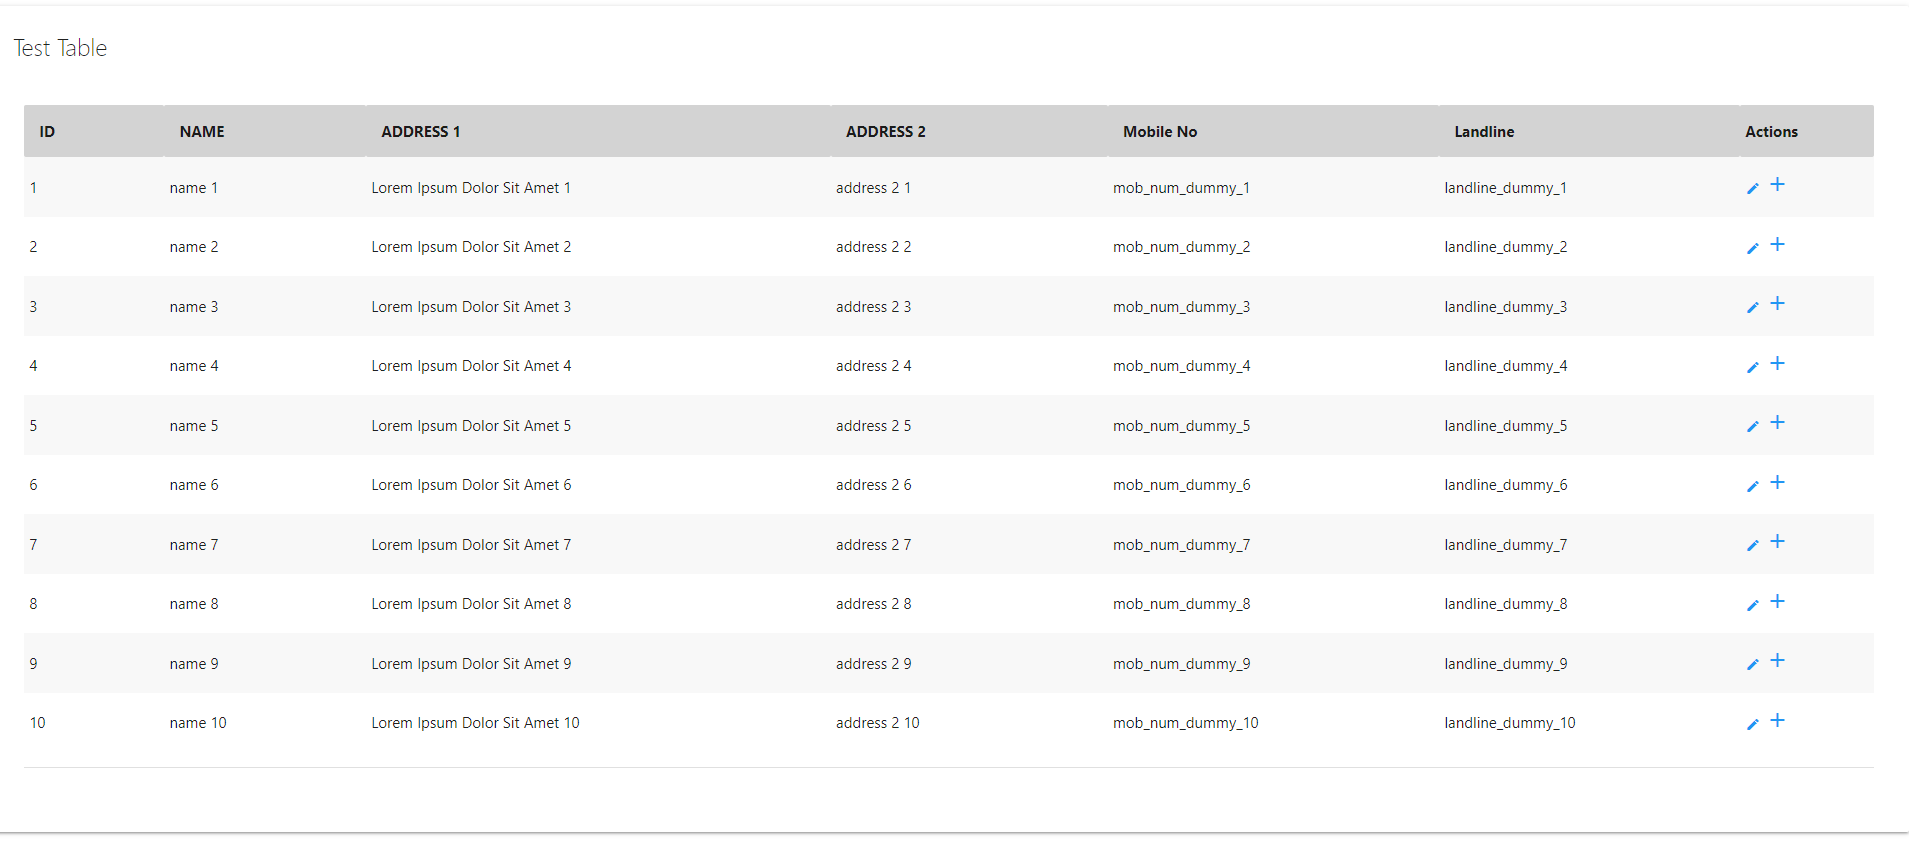 Test Table
ID NAME ADDRESS 1 ADDRESS 2 Mobile No Landline Actions
1 name 1 Lorem Ipsum Dolor Sit Amet 1 address 2 1 mob_num_dummy_1 landline_dummy_1
2 name 2 Lorem Ipsum Dolor Sit Amet 2 address 2 2 mob_num_dummy_2 landline_dummy_2
3 name 3 Lorem Ipsum Dolor Sit Amet 3 address 2 3 mob_num_dummy_3 landline_dummy_3
4 name 4 Lorem Ipsum Dolor Sit Amet 4 address 2 4 mob_num_dummy_4 landline_dummy_4
5 name 5 Lorem Ipsum Dolor Sit Amet 5 address 2 5 mob_num_dummy_5 landline_dummy_5
6 name 6 Lorem Ipsum Dolor Sit Amet 6 address 2 6 mob_num_dummy_6 landline_dummy_6
7 name 7 Lorem Ipsum Dolor Sit Amet 7 address 2 7 mob_num_dummy_7 landline_dummy_7
8 name 8 Lorem Ipsum Dolor Sit Amet 8 address 2 8 mob_num_dummy_8 landline_dummy_8
9 name 9 Lorem Ipsum Dolor Sit Amet 9 address 2 9 mob_num_dummy_9 landline_dummy_9
10 name 10 Lorem Ipsum Dolor Sit Amet 10 address 2 10 mob_num_dummy_10 landline_dummy_10